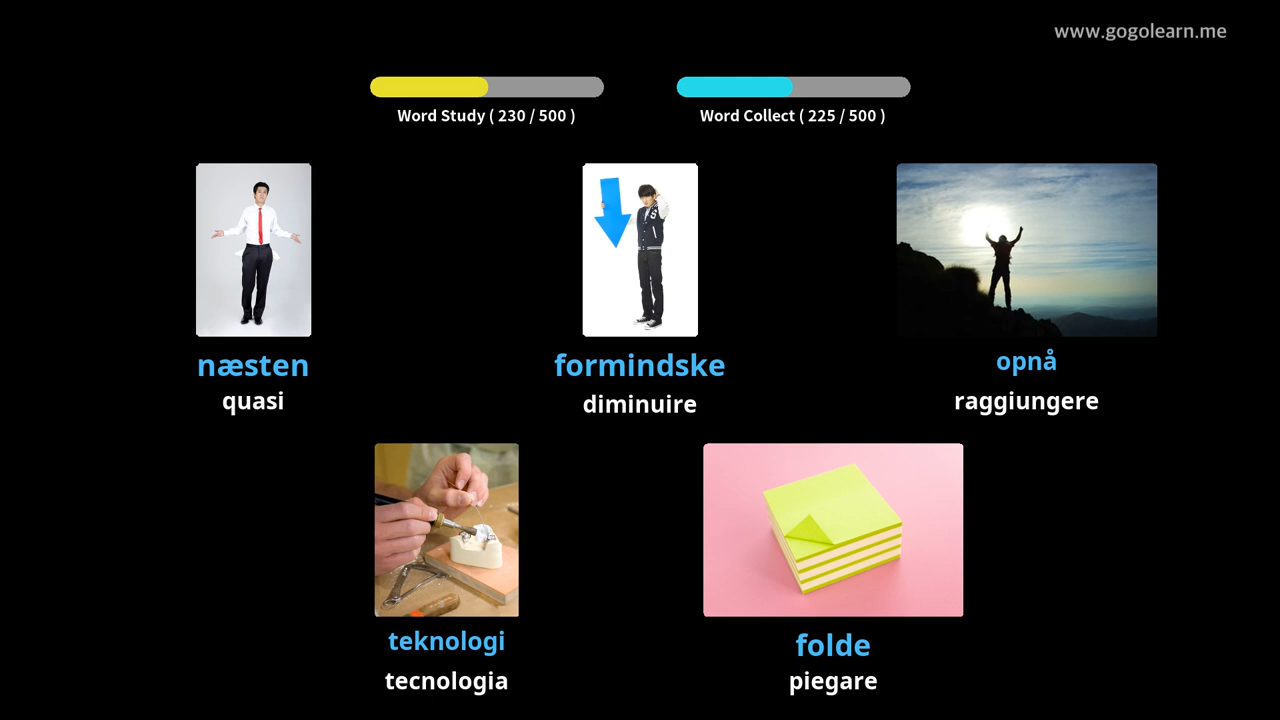 www.gogolearn.me
Word Study ( 230 / 500 )
Word Collect ( 225 / 500 )
næsten
quasi
formindske
diminuire
opnå
raggiungere
teknologi
tecnologia
folde
piegare